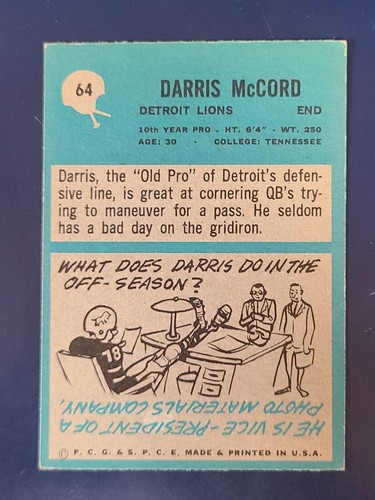 64
DARRIS McCORD
DETROIT LIONS END
10th YEAR PRO - HT. 6'4" - WT. 250
AGE: 30 - COLLEGE: TENNESSEE
Darris, the "Old Pro" of Detroit's defen-
sive line, is great at cornering QB's try-
ing to maneuver for a pass. He seldom
has a bad day on the gridiron.
WHAT DOES DARRIS DO IN THE
OFF-SEASON?
78
HE IS VICE-PRESIDENT OF A
PHOTO MATERIALS COMPANY.
© P. C. G. & S. P. C. E. MADE & PRINTED IN U.S.A.